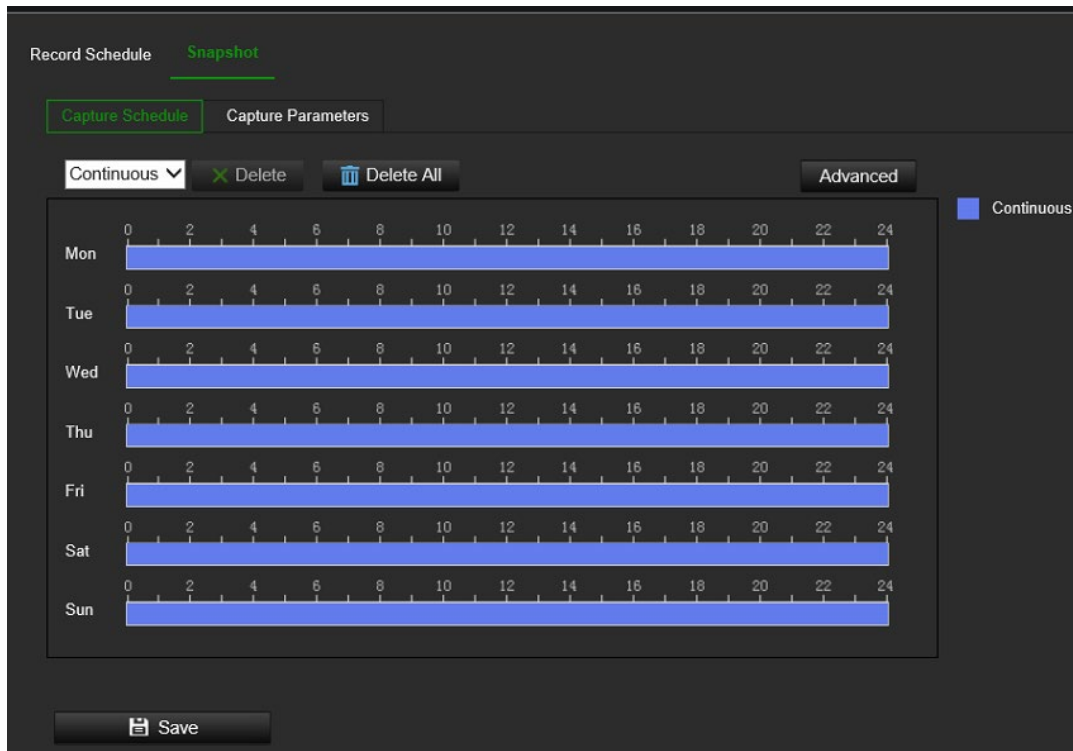 Record Schedule Snapshot
Capture Schedule Capture Parameters
Continuous Delete Delete All Advanced
Continuous
0 2 4 6 8 10 12 14 16 18 20 22 24
Mon
0 2 4 6 8 10 12 14 16 18 20 22 24
Tue
0 2 4 6 8 10 12 14 16 18 20 22 24
Wed
0 2 4 6 8 10 12 14 16 18 20 22 24
Thu
0 2 4 6 8 10 12 14 16 18 20 22 24
Fri
0 2 4 6 8 10 12 14 16 18 20 22 24
Sat
0 2 4 6 8 10 12 14 16 18 20 22 24
Sun
Save